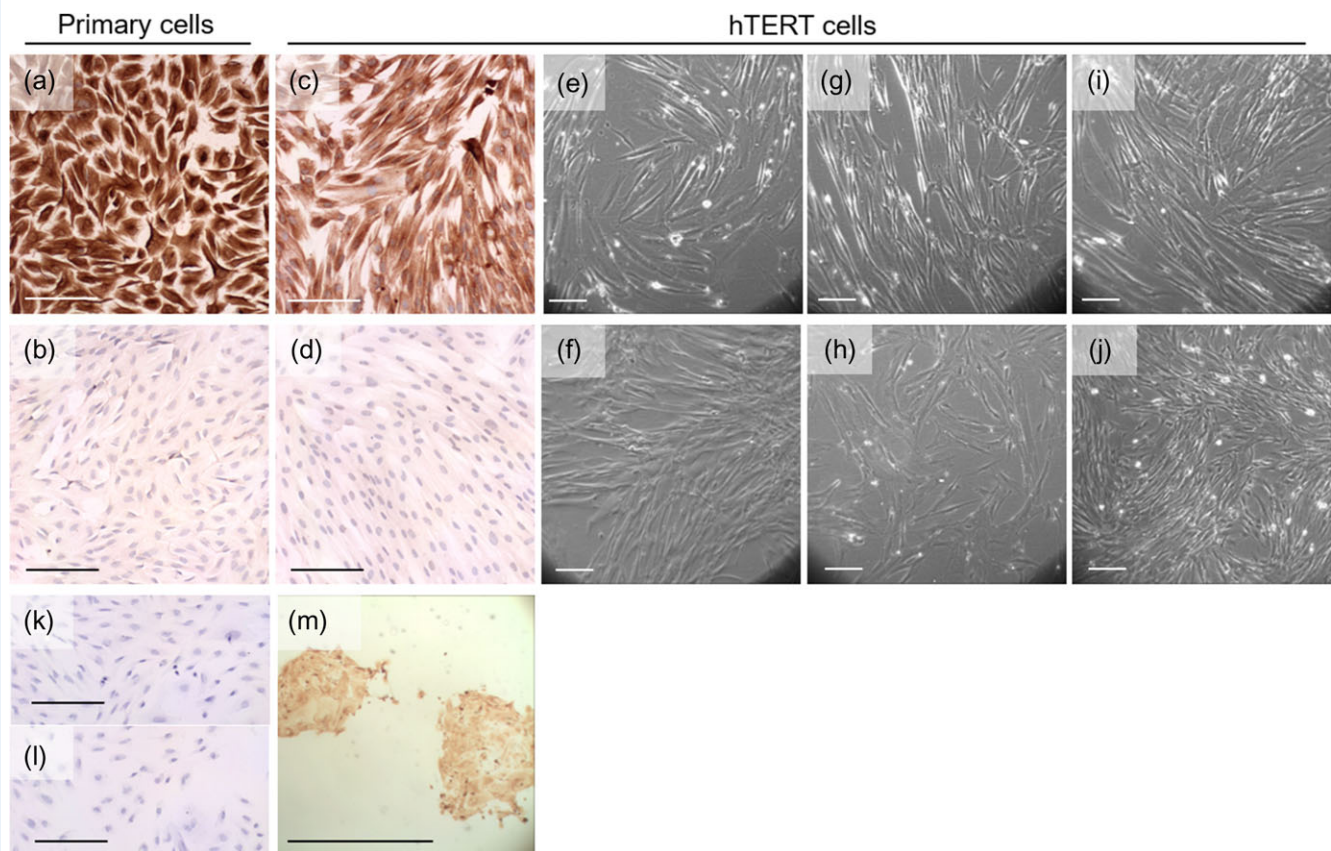 Primary cells
hTERT cells
(a)
(c)
(e)
(g)
(i)
(b)
(d)
(f)
(h)
(j)
(k)
(m)
(l)